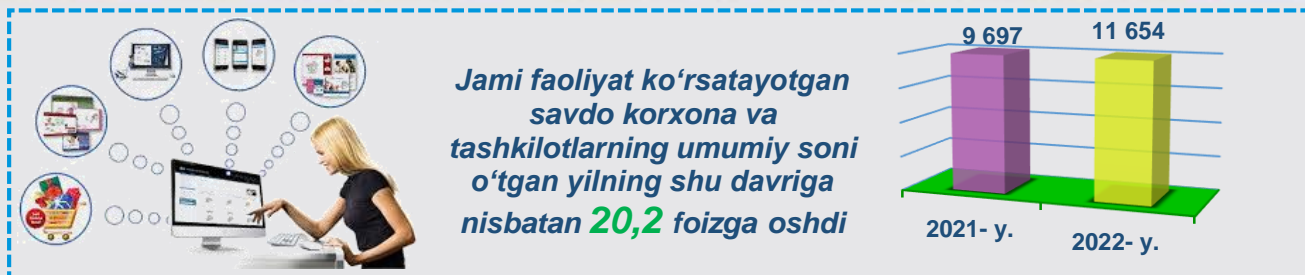 Jami faoliyat ko‘rsatayotgan
savdo korxona va
tashkilotlarning umumiy soni
o‘tgan yilning shu davriga
nisbatan 20,2 foizga oshdi
9 697
11 654
2021- y.
2022- y.